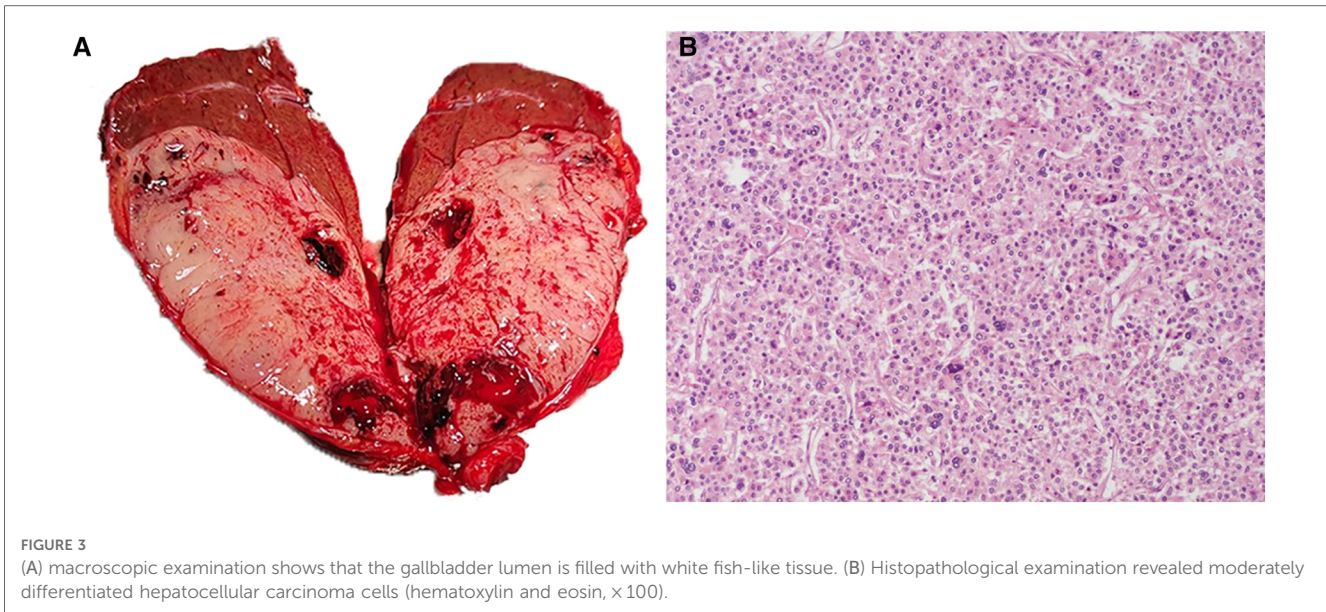 A
B
FIGURE 3
(A) macroscopic examination shows that the gallbladder lumen is filled with white fish-like tissue. (B) Histopathological examination revealed moderately
differentiated hepatocellular carcinoma cells (hematoxylin and eosin, ×100).